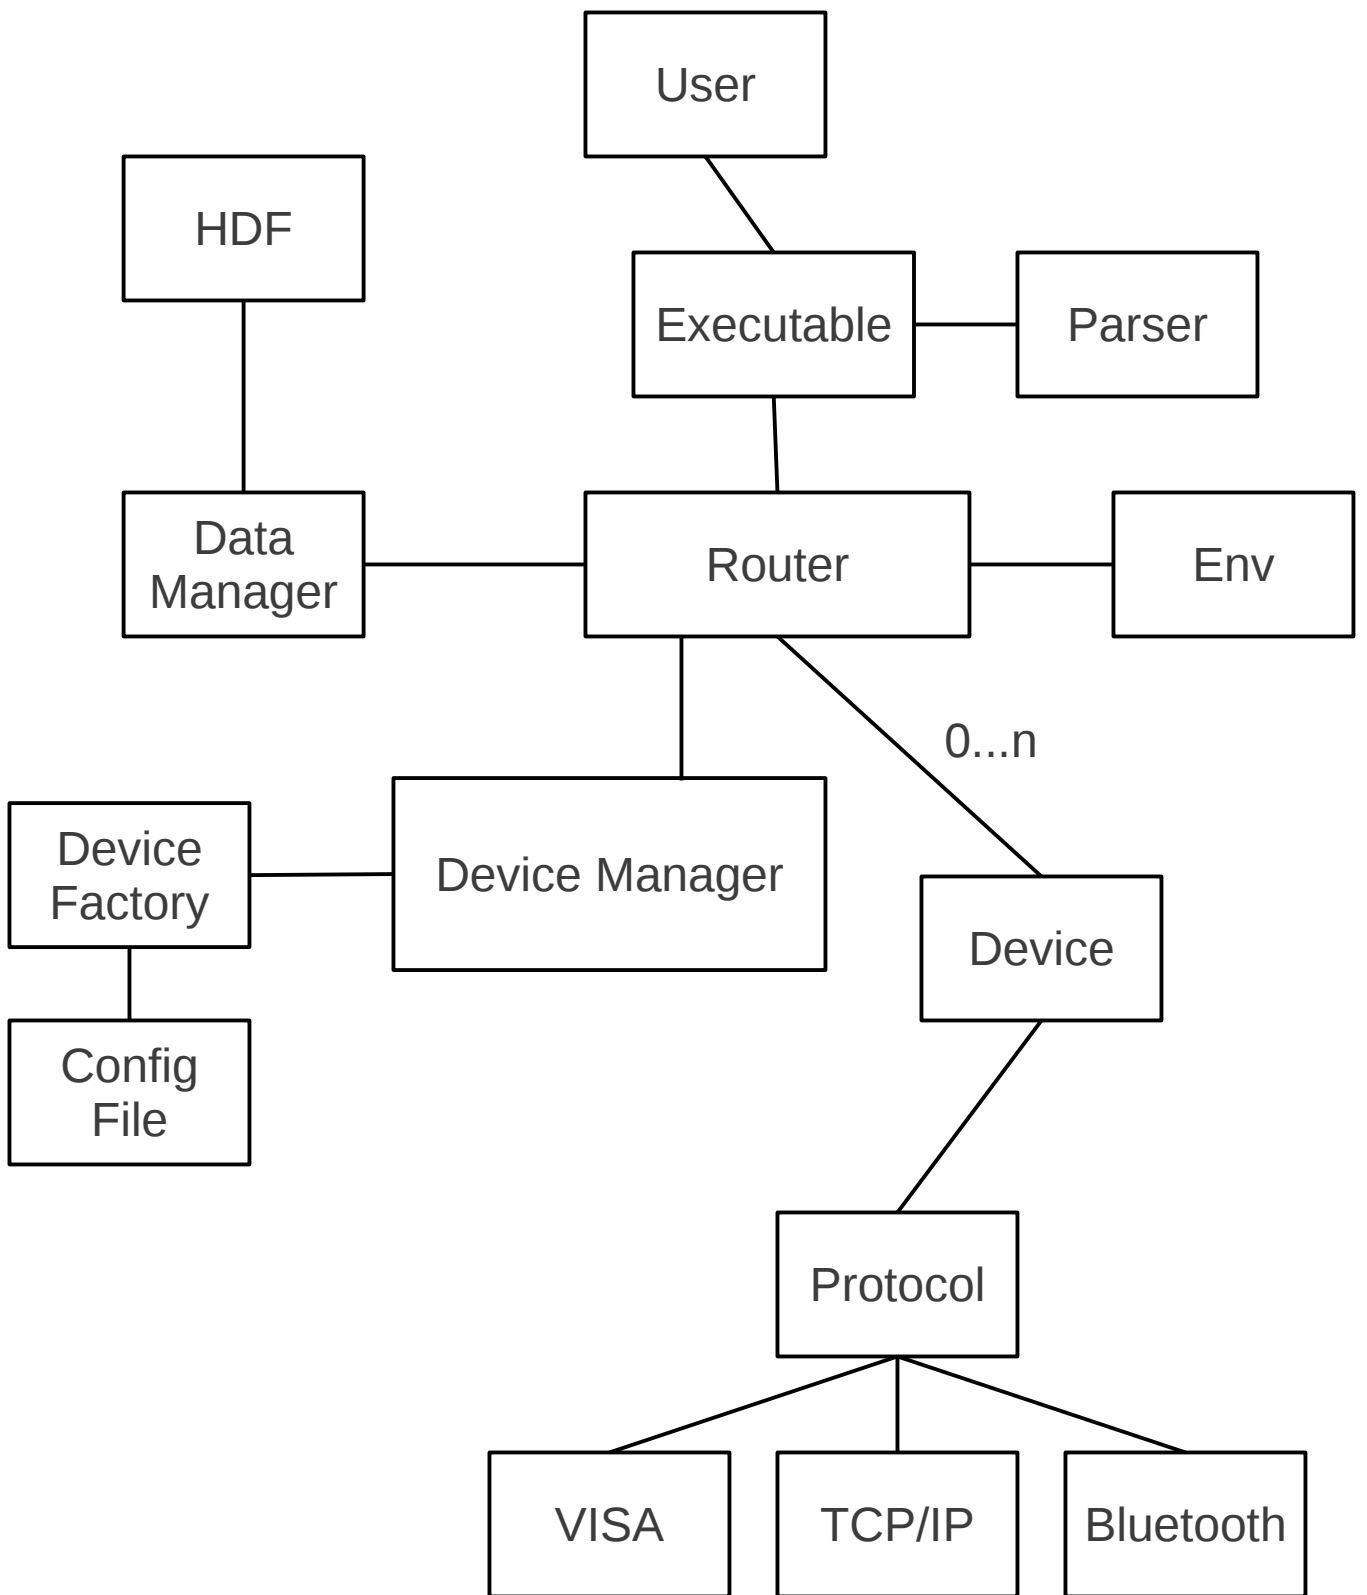 User
HDF
Executable
Parser
Data
Manager
Router
Env
0...n
Device
Factory
Device Manager
Device
Config
File
Protocol
VISA
TCP/IP
Bluetooth